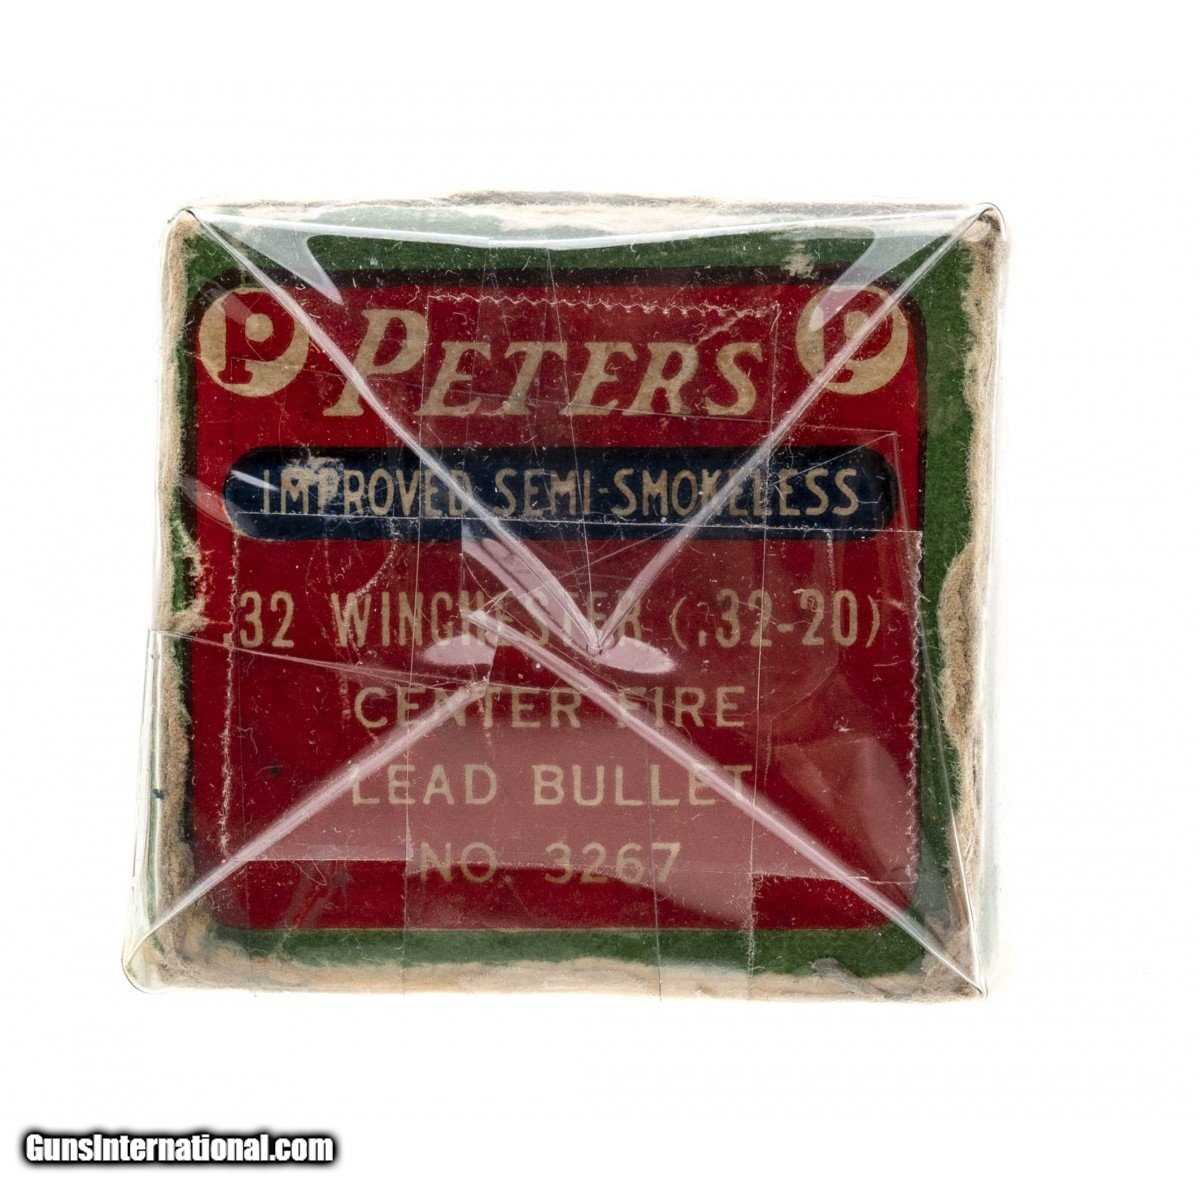 P PETERS P
IMPROVED SEMI-SMOKELESS
.32 WINCHESTER (.32-20)
CENTER FIRE
LEAD BULLET
NO. 3267
GunsInternational.com